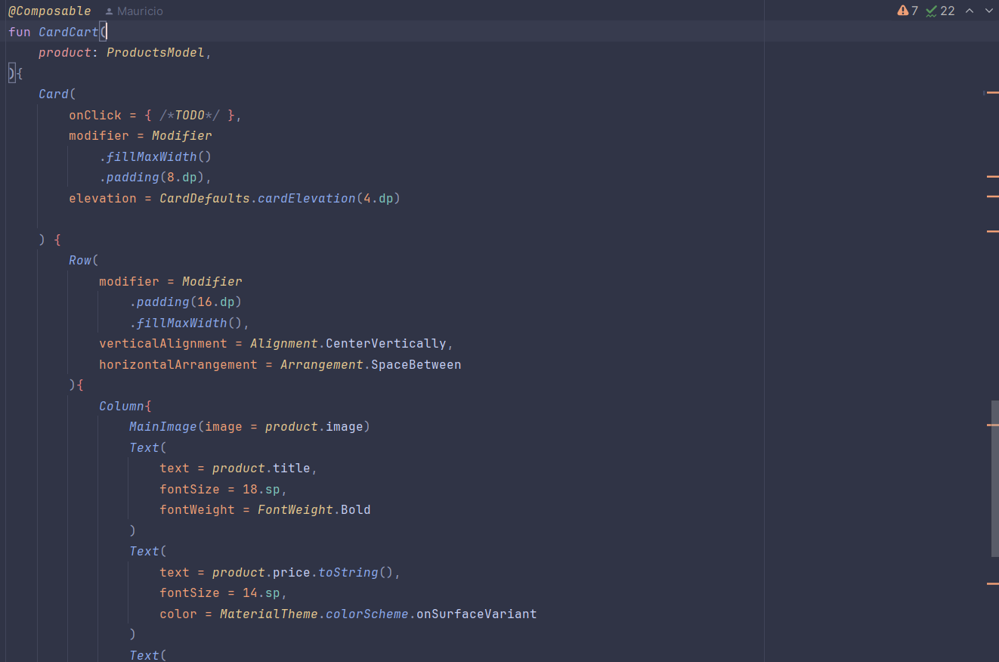 @Composable Mauricio 7 22
fun CardCart(
    product: ProductsModel,
){
    Card(
        onClick = { /*TODO*/ },
        modifier = Modifier
            .fillMaxWidth()
            .padding(8.dp),
        elevation = CardDefaults.cardElevation(4.dp)
    ) {
        Row(
            modifier = Modifier
                .padding(16.dp)
                .fillMaxWidth(),
            verticalAlignment = Alignment.CenterVertically,
            horizontalArrangement = Arrangement.SpaceBetween
        ){
            Column{
                MainImage(image = product.image)
                Text(
                    text = product.title,
                    fontSize = 18.sp,
                    fontWeight = FontWeight.Bold
                )
                Text(
                    text = product.price.toString(),
                    fontSize = 14.sp,
                    color = MaterialTheme.colorScheme.onSurfaceVariant
                )
                Text(